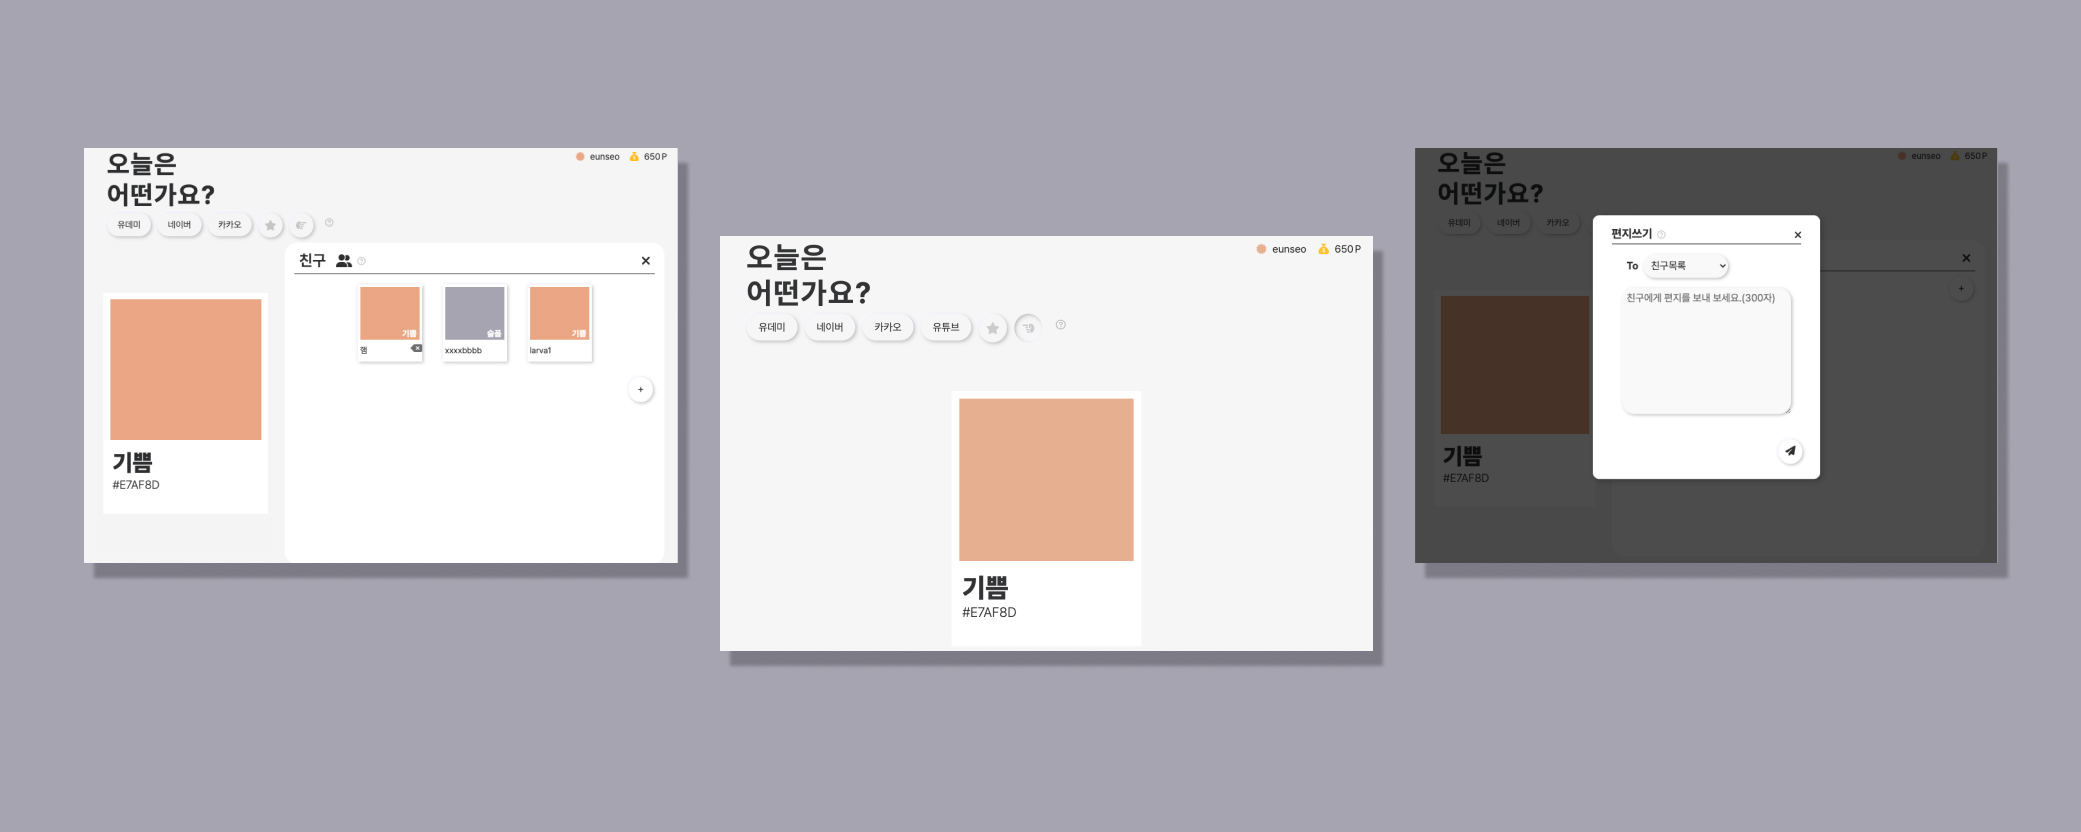 오늘은
어떤가요?
eunseo 650P
유데미 네이버 카카오
친구
기쁨 슬픔 기쁨
햄 xxxxbbbb larva1
+
기쁨
#E7AF8D
오늘은
어떤가요?
eunseo 650P
유데미 네이버 카카오 유튜브
기쁨
#E7AF8D
오늘은
어떤가요?
eunseo 650P
유데미 네이버 카카오
기쁨
#E7AF8D
+
편지쓰기
To 친구목록
친구에게 편지를 보내 보세요.(300자)